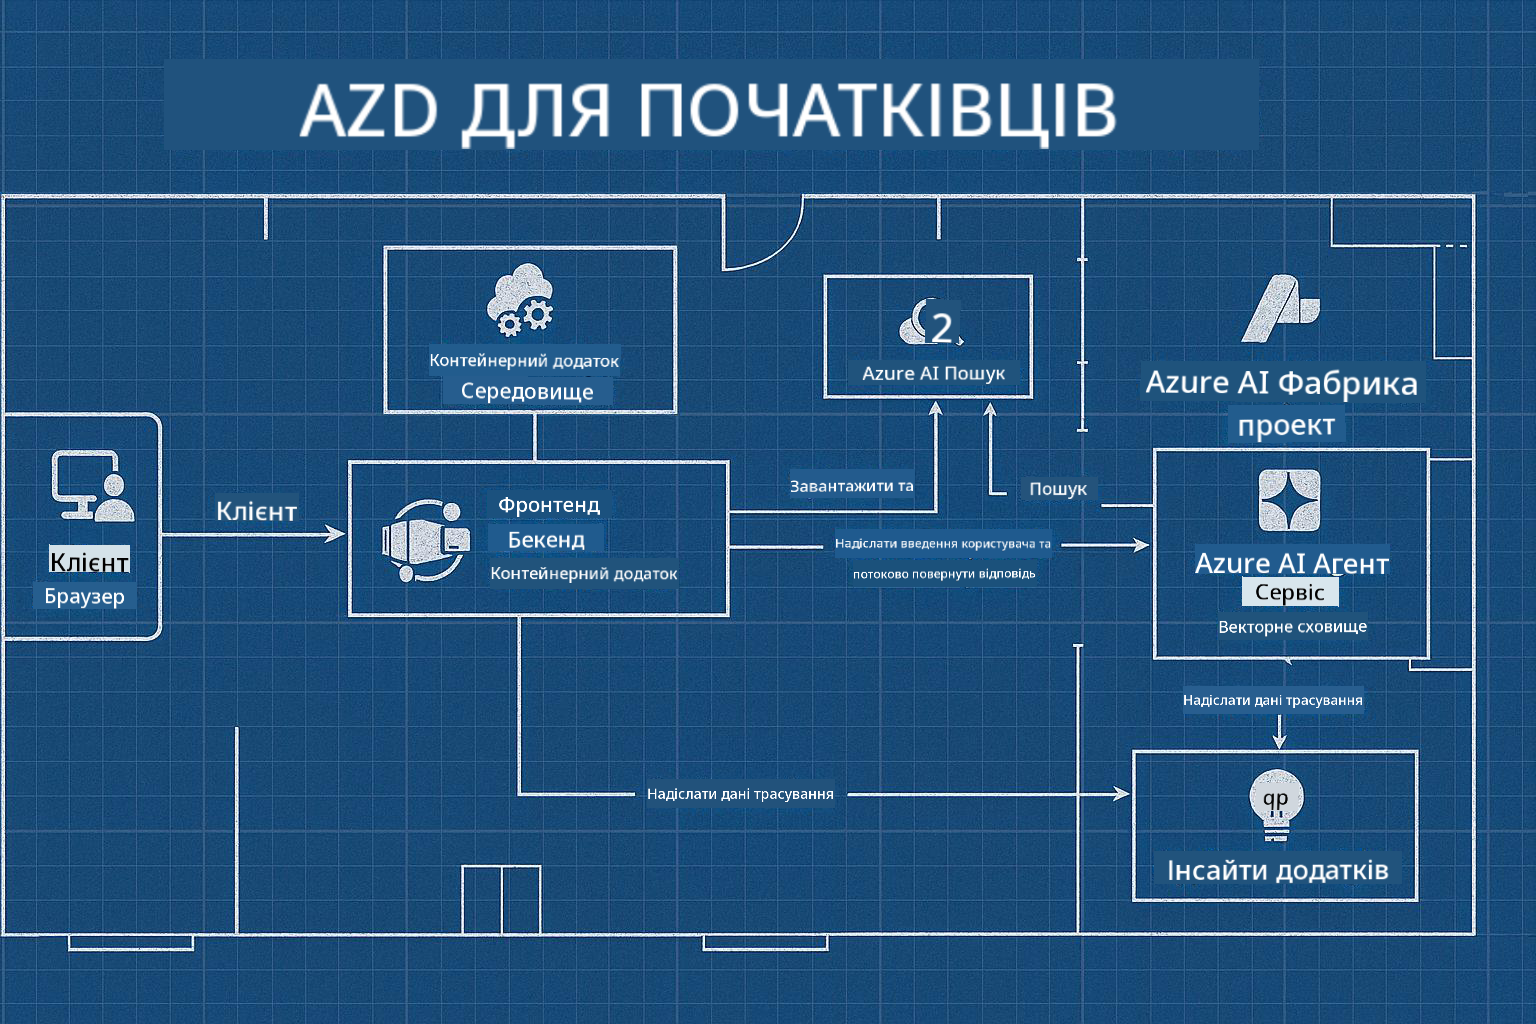 AZD ДЛЯ ПОЧАТКІВЦІВ
Контейнерний додаток
Середовище
2
Azure AI Пошук
Azure AI Фабрика
проект
Клієнт
Браузер
Клієнт
Фронтенд
Бекенд
Контейнерний додаток
Завантажити та
Пошук
Надіслати введення користувача та
потоково повернути відповідь
Azure AI Агент
Сервіс
Векторне сховище
Надіслати дані трасування
Надіслати дані трасування
qp
Інсайти додатків